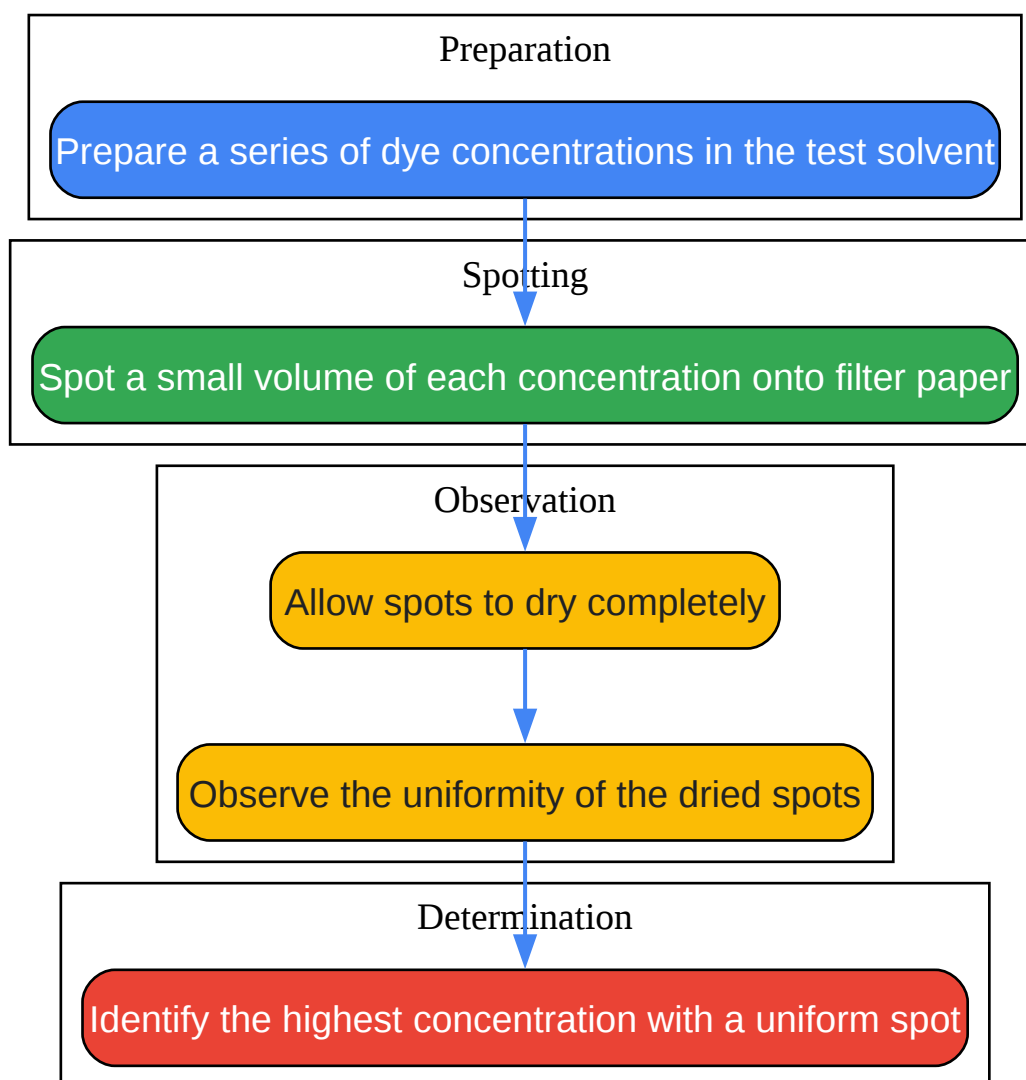 Preparation
Prepare a series of dye concentrations in the test solvent
Spotting
Spot a small volume of each concentration onto filter paper
Observation
Allow spots to dry completely
Observe the uniformity of the dried spots
Determination
Identify the highest concentration with a uniform spot